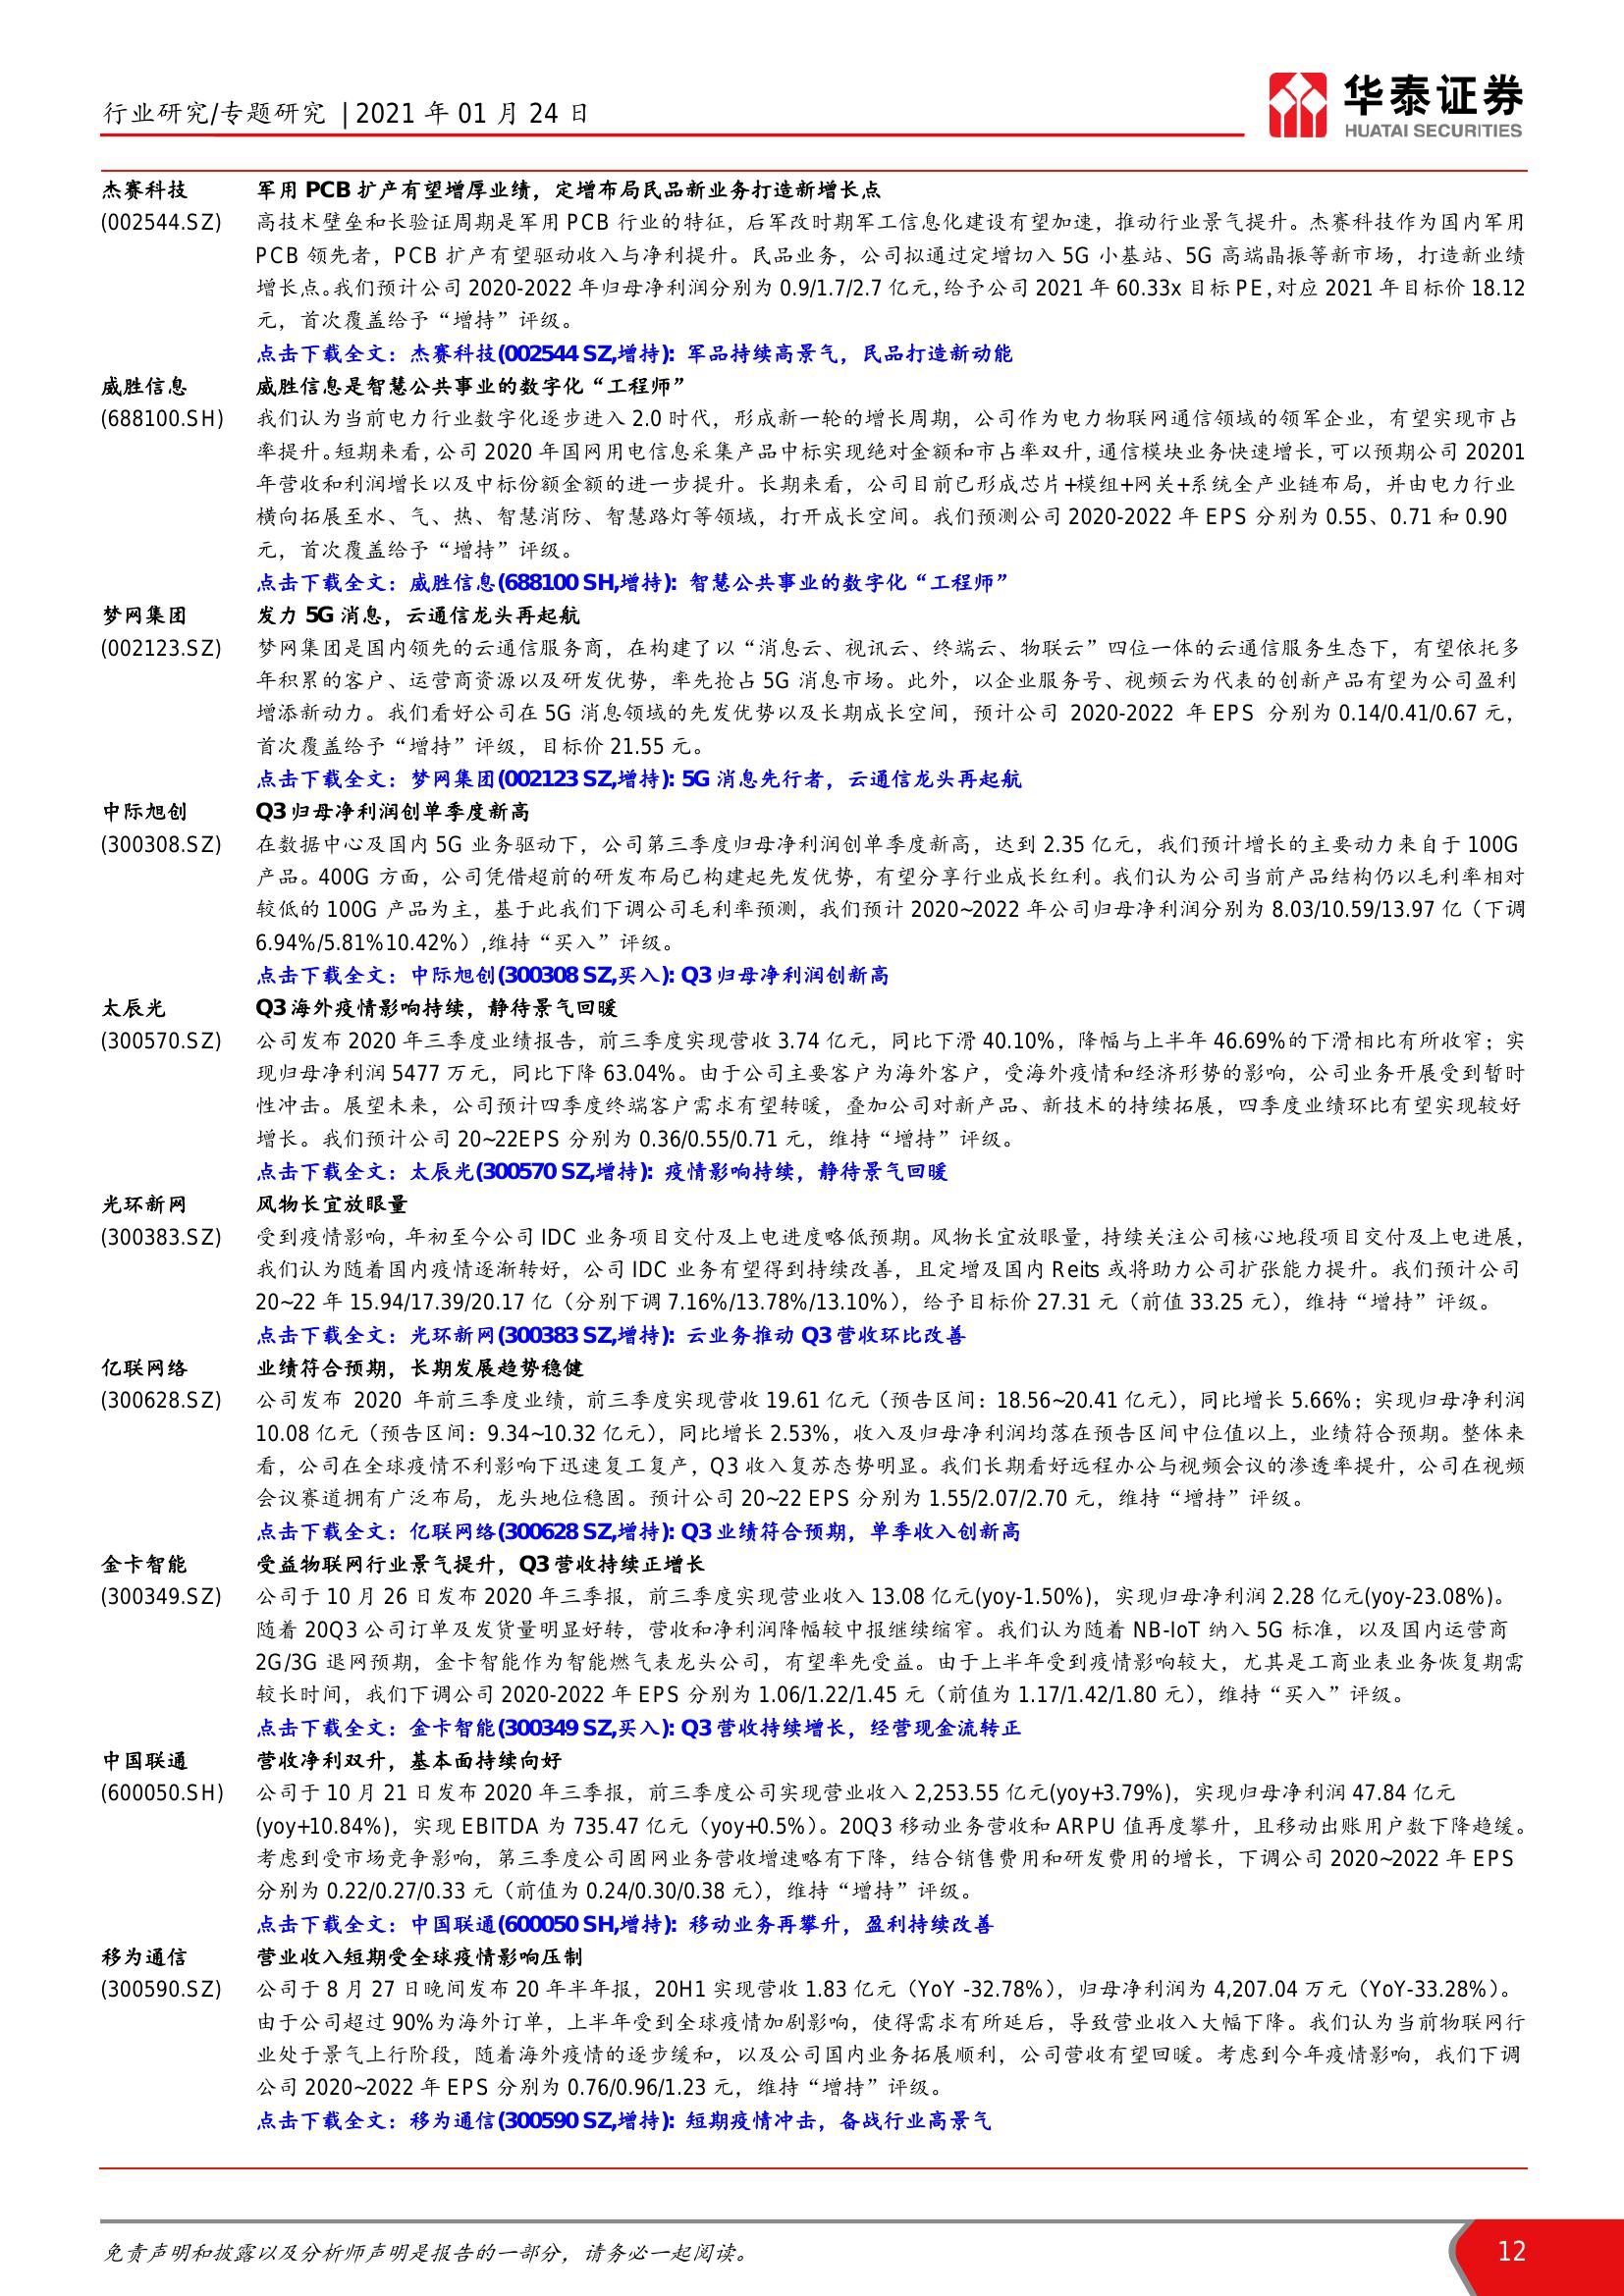 行业研究/专题研究 | 2021 年 01 月 24 日
华泰证券
HUATAI SECURITIES
杰赛科技 军用 PCB 扩产有望增厚业绩，定增布局民品新业务打造新增长点
(002544.SZ) 高技术壁垒和长验证周期是军用 PCB 行业的特征，后军改时期军工信息化建设有望加速，推动行业景气提升。杰赛科技作为国内军用
PCB 领先者，PCB 扩产有望驱动收入与净利提升。民品业务，公司拟通过定增切入 5G 小基站、5G 高端晶振等新市场，打造新业绩
增长点。我们预计公司 2020-2022 年归母净利润分别为 0.9/1.7/2.7 亿元，给予公司 2021 年 60.33x 目标 PE，对应 2021 年目标价 18.12
元，首次覆盖给予“增持”评级。
点击下载全文：杰赛科技(002544 SZ,增持): 军品持续高景气，民品打造新动能
威胜信息 威胜信息是智慧公共事业的数字化“工程师”
(688100.SH) 我们认为当前电力行业数字化逐步进入 2.0 时代，形成新一轮的增长周期，公司作为电力物联网通信领域的领军企业，有望实现市占
率提升。短期来看，公司 2020 年国网用电信息采集产品中标实现绝对金额和市占率双升，通信模块业务快速增长，可以预期公司 20201
年营收和利润增长以及中标份额金额的进一步提升。长期来看，公司目前已形成芯片+模组+网关+系统全产业链布局，并由电力行业
横向拓展至水、气、热、智慧消防、智慧路灯等领域，打开成长空间。我们预测公司 2020-2022 年 EPS 分别为 0.55、0.71 和 0.90
元，首次覆盖给予“增持”评级。
点击下载全文：威胜信息(688100 SH,增持): 智慧公共事业的数字化“工程师”
梦网集团 发力 5G 消息，云通信龙头再起航
(002123.SZ) 梦网集团是国内领先的云通信服务商，在构建了以“消息云、视讯云、终端云、物联云”四位一体的云通信服务生态下，有望依托多
年积累的客户、运营商资源以及研发优势，率先抢占 5G 消息市场。此外，以企业服务号、视频云为代表的创新产品有望为公司盈利
增添新动力。我们看好公司在 5G 消息领域的先发优势以及长期成长空间，预计公司 2020-2022 年 EPS 分别为 0.14/0.41/0.67 元，
首次覆盖给予“增持”评级，目标价 21.55 元。
点击下载全文：梦网集团(002123 SZ,增持): 5G 消息先行者，云通信龙头再起航
中际旭创 Q3 归母净利润创单季度新高
(300308.SZ) 在数据中心及国内 5G 业务驱动下，公司第三季度归母净利润创单季度新高，达到 2.35 亿元，我们预计增长的主要动力来自于 100G
产品。400G 方面，公司凭借超前的研发布局已构建起先发优势，有望分享行业成长红利。我们认为公司当前产品结构仍以毛利率相对
较低的 100G 产品为主，基于此我们下调公司毛利率预测，我们预计 2020~2022 年公司归母净利润分别为 8.03/10.59/13.97 亿（下调
6.94%/5.81%10.42%）,维持“买入”评级。
点击下载全文：中际旭创(300308 SZ,买入): Q3 归母净利润创新高
太辰光 Q3 海外疫情影响持续，静待景气回暖
(300570.SZ) 公司发布 2020 年三季度业绩报告，前三季度实现营收 3.74 亿元，同比下滑 40.10%，降幅与上半年 46.69%的下滑相比有所收窄；实
现归母净利润 5477 万元，同比下降 63.04%。由于公司主要客户为海外客户，受海外疫情和经济形势的影响，公司业务开展受到暂时
性冲击。展望未来，公司预计四季度终端客户需求有望转暖，叠加公司对新产品、新技术的持续拓展，四季度业绩环比有望实现较好
增长。我们预计公司 20~22EPS 分别为 0.36/0.55/0.71 元，维持“增持”评级。
点击下载全文：太辰光(300570 SZ,增持): 疫情影响持续，静待景气回暖
光环新网 风物长宜放眼量
(300383.SZ) 受到疫情影响，年初至今公司 IDC 业务项目交付及上电进度略低预期。风物长宜放眼量，持续关注公司核心地段项目交付及上电进展，
我们认为随着国内疫情逐渐转好，公司 IDC 业务有望得到持续改善，且定增及国内 Reits 或将助力公司扩张能力提升。我们预计公司
20~22 年 15.94/17.39/20.17 亿（分别下调 7.16%/13.78%/13.10%），给予目标价 27.31 元（前值 33.25 元），维持“增持”评级。
点击下载全文：光环新网(300383 SZ,增持): 云业务推动 Q3 营收环比改善
亿联网络 业绩符合预期，长期发展趋势稳健
(300628.SZ) 公司发布 2020 年前三季度业绩，前三季度实现营收 19.61 亿元（预告区间：18.56~20.41 亿元），同比增长 5.66%；实现归母净利润
10.08 亿元（预告区间：9.34~10.32 亿元），同比增长 2.53%，收入及归母净利润均落在预告区间中位值以上，业绩符合预期。整体来
看，公司在全球疫情不利影响下迅速复工复产，Q3 收入复苏态势明显。我们长期看好远程办公与视频会议的渗透率提升，公司在视频
会议赛道拥有广泛布局，龙头地位稳固。预计公司 20~22 EPS 分别为 1.55/2.07/2.70 元，维持“增持”评级。
点击下载全文：亿联网络(300628 SZ,增持): Q3 业绩符合预期，单季收入创新高
金卡智能 受益物联网行业景气提升，Q3 营收持续正增长
(300349.SZ) 公司于 10 月 26 日发布 2020 年三季报，前三季度实现营业收入 13.08 亿元(yoy-1.50%)，实现归母净利润 2.28 亿元(yoy-23.08%)。
随着 20Q3 公司订单及发货量明显好转，营收和净利润降幅较中报继续缩窄。我们认为随着 NB-IoT 纳入 5G 标准，以及国内运营商
2G/3G 退网预期，金卡智能作为智能燃气表龙头公司，有望率先受益。由于上半年受到疫情影响较大，尤其是工商业表业务恢复期需
较长时间，我们下调公司 2020-2022 年 EPS 分别为 1.06/1.22/1.45 元（前值为 1.17/1.42/1.80 元），维持“买入”评级。
点击下载全文：金卡智能(300349 SZ,买入): Q3 营收持续增长，经营现金流转正
中国联通 营收净利双升，基本面持续向好
(600050.SH) 公司于 10 月 21 日发布 2020 年三季报，前三季度公司实现营业收入 2,253.55 亿元(yoy+3.79%)，实现归母净利润 47.84 亿元
(yoy+10.84%)，实现 EBITDA 为 735.47 亿元（yoy+0.5%）。20Q3 移动业务营收和 ARPU 值再度攀升，且移动出账用户数下降趋缓。
考虑到受市场竞争影响，第三季度公司固网业务营收增速略有下降，结合销售费用和研发费用的增长，下调公司 2020~2022 年 EPS
分别为 0.22/0.27/0.33 元（前值为 0.24/0.30/0.38 元），维持“增持”评级。
点击下载全文：中国联通(600050 SH,增持): 移动业务再攀升，盈利持续改善
移为通信 营业收入短期受全球疫情影响压制
(300590.SZ) 公司于 8 月 27 日晚间发布 20 年半年报，20H1 实现营收 1.83 亿元（YoY -32.78%），归母净利润为 4,207.04 万元（YoY-33.28%）。
由于公司超过 90%为海外订单，上半年受到全球疫情加剧影响，使得需求有所延后，导致营业收入大幅下降。我们认为当前物联网行
业处于景气上行阶段，随着海外疫情的逐步缓和，以及公司国内业务拓展顺利，公司营收有望回暖。考虑到今年疫情影响，我们下调
公司 2020~2022 年 EPS 分别为 0.76/0.96/1.23 元，维持“增持”评级。
点击下载全文：移为通信(300590 SZ,增持): 短期疫情冲击，备战行业高景气
免责声明和披露以及分析师声明是报告的一部分，请务必一起阅读。
12